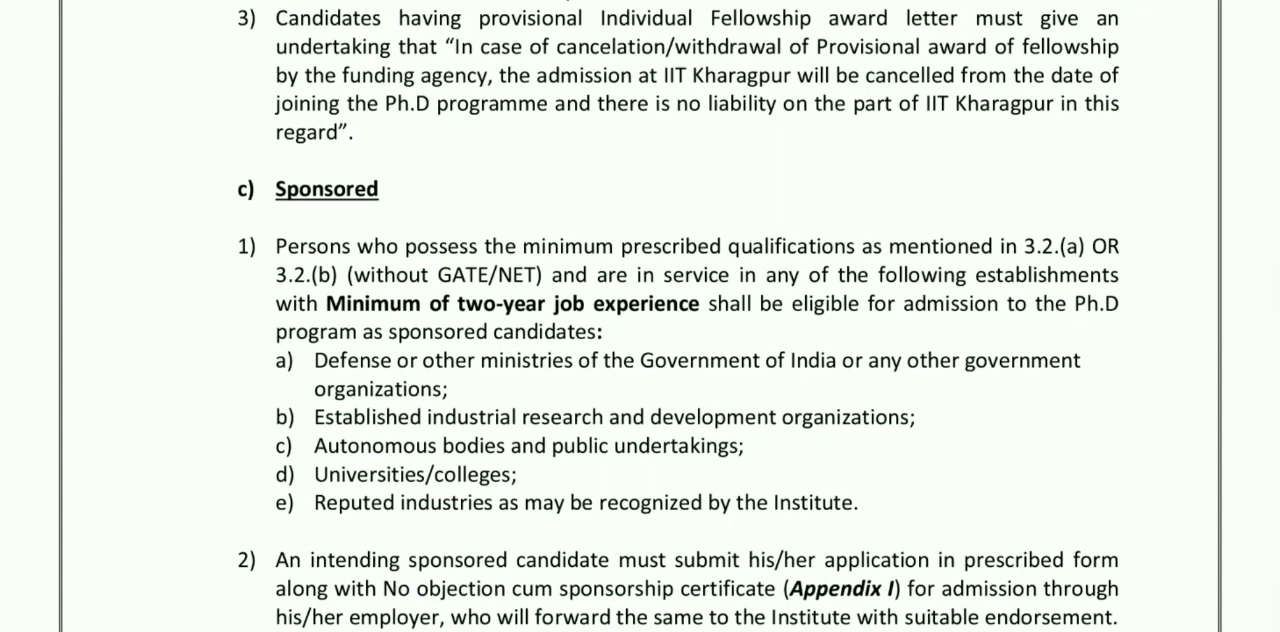 3) Candidates having provisional Individual Fellowship award letter must give an
undertaking that “In case of cancelation/withdrawal of Provisional award of fellowship
by the funding agency, the admission at IIT Kharagpur will be cancelled from the date of
joining the Ph.D programme and there is no liability on the part of IIT Kharagpur in this
regard”.
c) Sponsored
1) Persons who possess the minimum prescribed qualifications as mentioned in 3.2.(a) OR
3.2.(b) (without GATE/NET) and are in service in any of the following establishments
with Minimum of two-year job experience shall be eligible for admission to the Ph.D
program as sponsored candidates:
a) Defense or other ministries of the Government of India or any other government
organizations;
b) Established industrial research and development organizations;
c) Autonomous bodies and public undertakings;
d) Universities/colleges;
e) Reputed industries as may be recognized by the Institute.
2) An intending sponsored candidate must submit his/her application in prescribed form
along with No objection cum sponsorship certificate (Appendix I) for admission through
his/her employer, who will forward the same to the Institute with suitable endorsement.